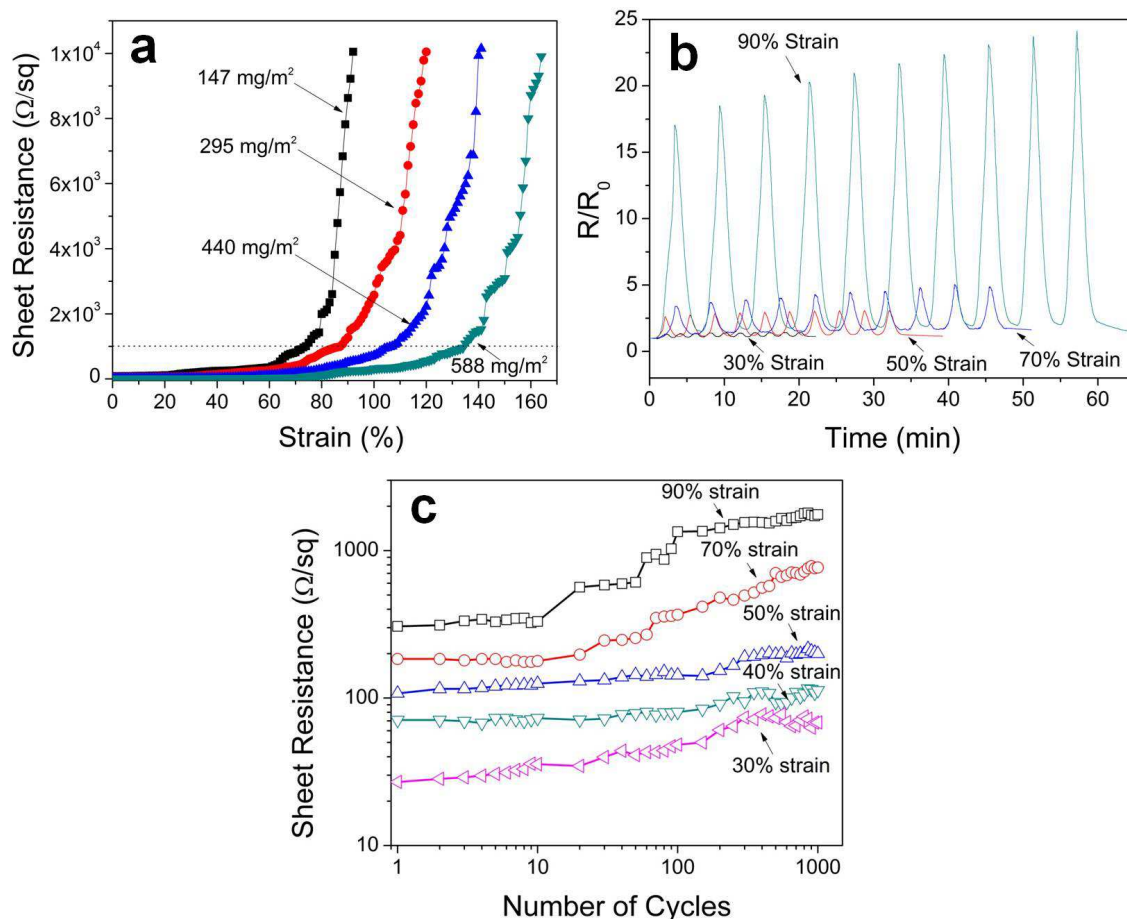 a
Sheet Resistance (Ω/sq)
1x10⁴
8x10³
6x10³
4x10³
2x10³
0
147 mg/m²
295 mg/m²
440 mg/m²
588 mg/m²
0 20 40 60 80 100 120 140 160
Strain (%)
b
R/R₀
25
20
15
10
5
0
90% Strain
30% Strain
50% Strain
70% Strain
0 10 20 30 40 50 60
Time (min)
c
Sheet Resistance (Ω/sq)
1000
100
10
90% strain
70% strain
50% strain
40% strain
30% strain
1 10 100 1000
Number of Cycles